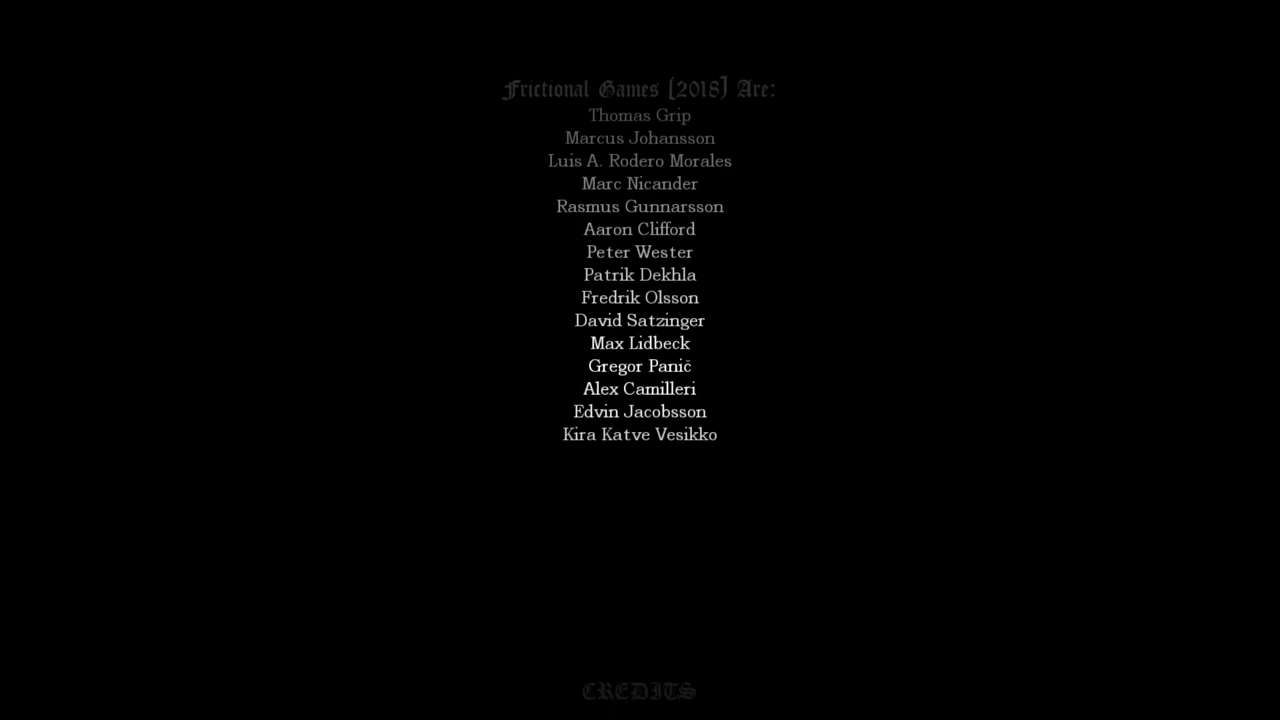 Frictional Games [2018] Are:
Thomas Grip
Marcus Johansson
Luis A. Rodero Morales
Marc Nicander
Rasmus Gunnarsson
Aaron Clifford
Peter Wester
Patrik Dekhla
Fredrik Olsson
David Satzinger
Max Lidbeck
Gregor Panič
Alex Camilleri
Edvin Jacobsson
Kira Katve Vesikko
CREDITS